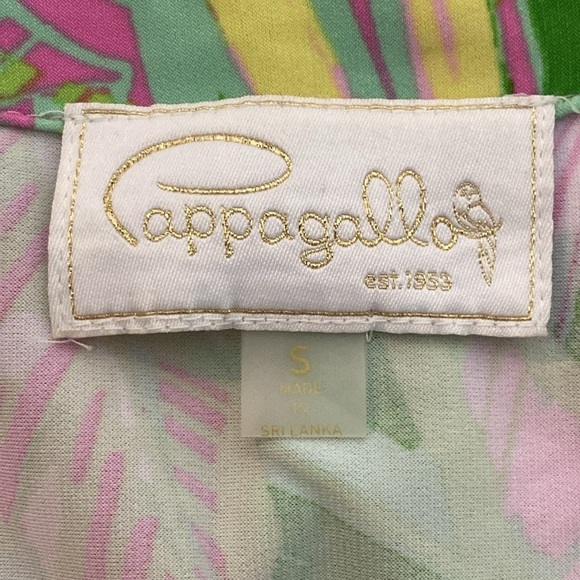 Pappagallo
est. 1953
S
MADE
IN
SRI LANKA